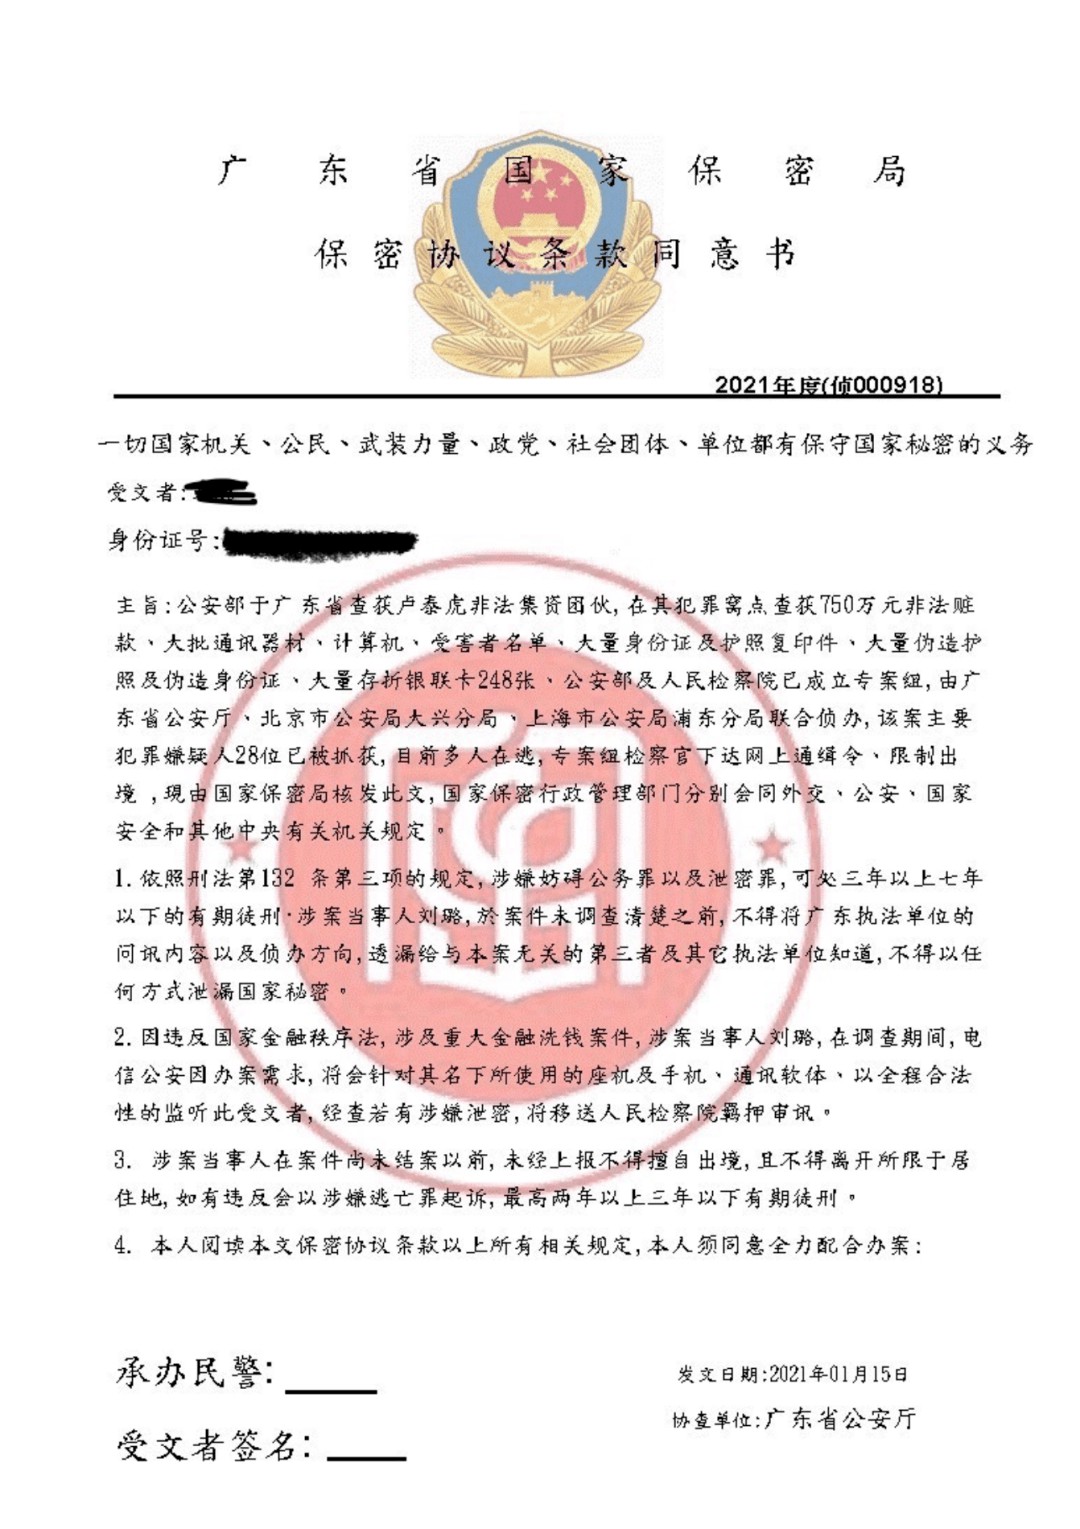 广东省国家保密局
保密协议条款同意书
2021年度(侦000918)
一切国家机关、公民、武装力量、政党、社会团体、单位都有保守国家秘密的义务
受文者:
身份证号:
主旨:公安部于广东省查获卢泰虎非法集资团伙,在其犯罪窝点查获750万元非法赃
款、大批通讯器材、计算机、受害者名单、大量身份证及护照复印件、大量伪造护
照及伪造身份证、大量存折银联卡248张、公安部及人民检察院已成立专案组,由广
东省公安厅、北京市公安局大兴分局、上海市公安局浦东分局联合侦办,该案主要
犯罪嫌疑人28位已被抓获,目前多人在逃,专案组检察官下达网上通缉令、限制出
境,現由国家保密局核发此文,国家保密行政管理部门分别会同外交、公安、国家
安全和其他中央有关机关规定。
1.依照刑法第132 条第三项的规定,涉嫌妨碍公务罪以及泄密罪,可处三年以上七年
以下的有期徒刑·涉案当事人刘璐,於案件未调查清楚之前,不得将广东执法单位的
问讯内容以及侦办方向,透漏给与本案无关的第三者及其它执法单位知道,不得以任
何方式泄漏国家秘密。
2.因违反国家金融秩序法,涉及重大金融洗钱案件,涉案当事人刘璐,在调查期间,电
信公安因办案需求,将会针对其名下所使用的座机及手机、通讯软体、以全程合法
性的监听此受文者,经查若有涉嫌泄密,将移送人民检察院羁押审讯。
3. 涉案当事人在案件尚未结案以前,未经上报不得擅自出境,且不得离开所限于居
住地,如有违反会以涉嫌逃亡罪起诉,最高两年以上三年以下有期徒刑。
4. 本人阅读本文保密协议条款以上所有相关规定,本人须同意全力配合办案:
承办民警:
发文日期:2021年01月15日
协查单位:广东省公安厅
受文者签名: